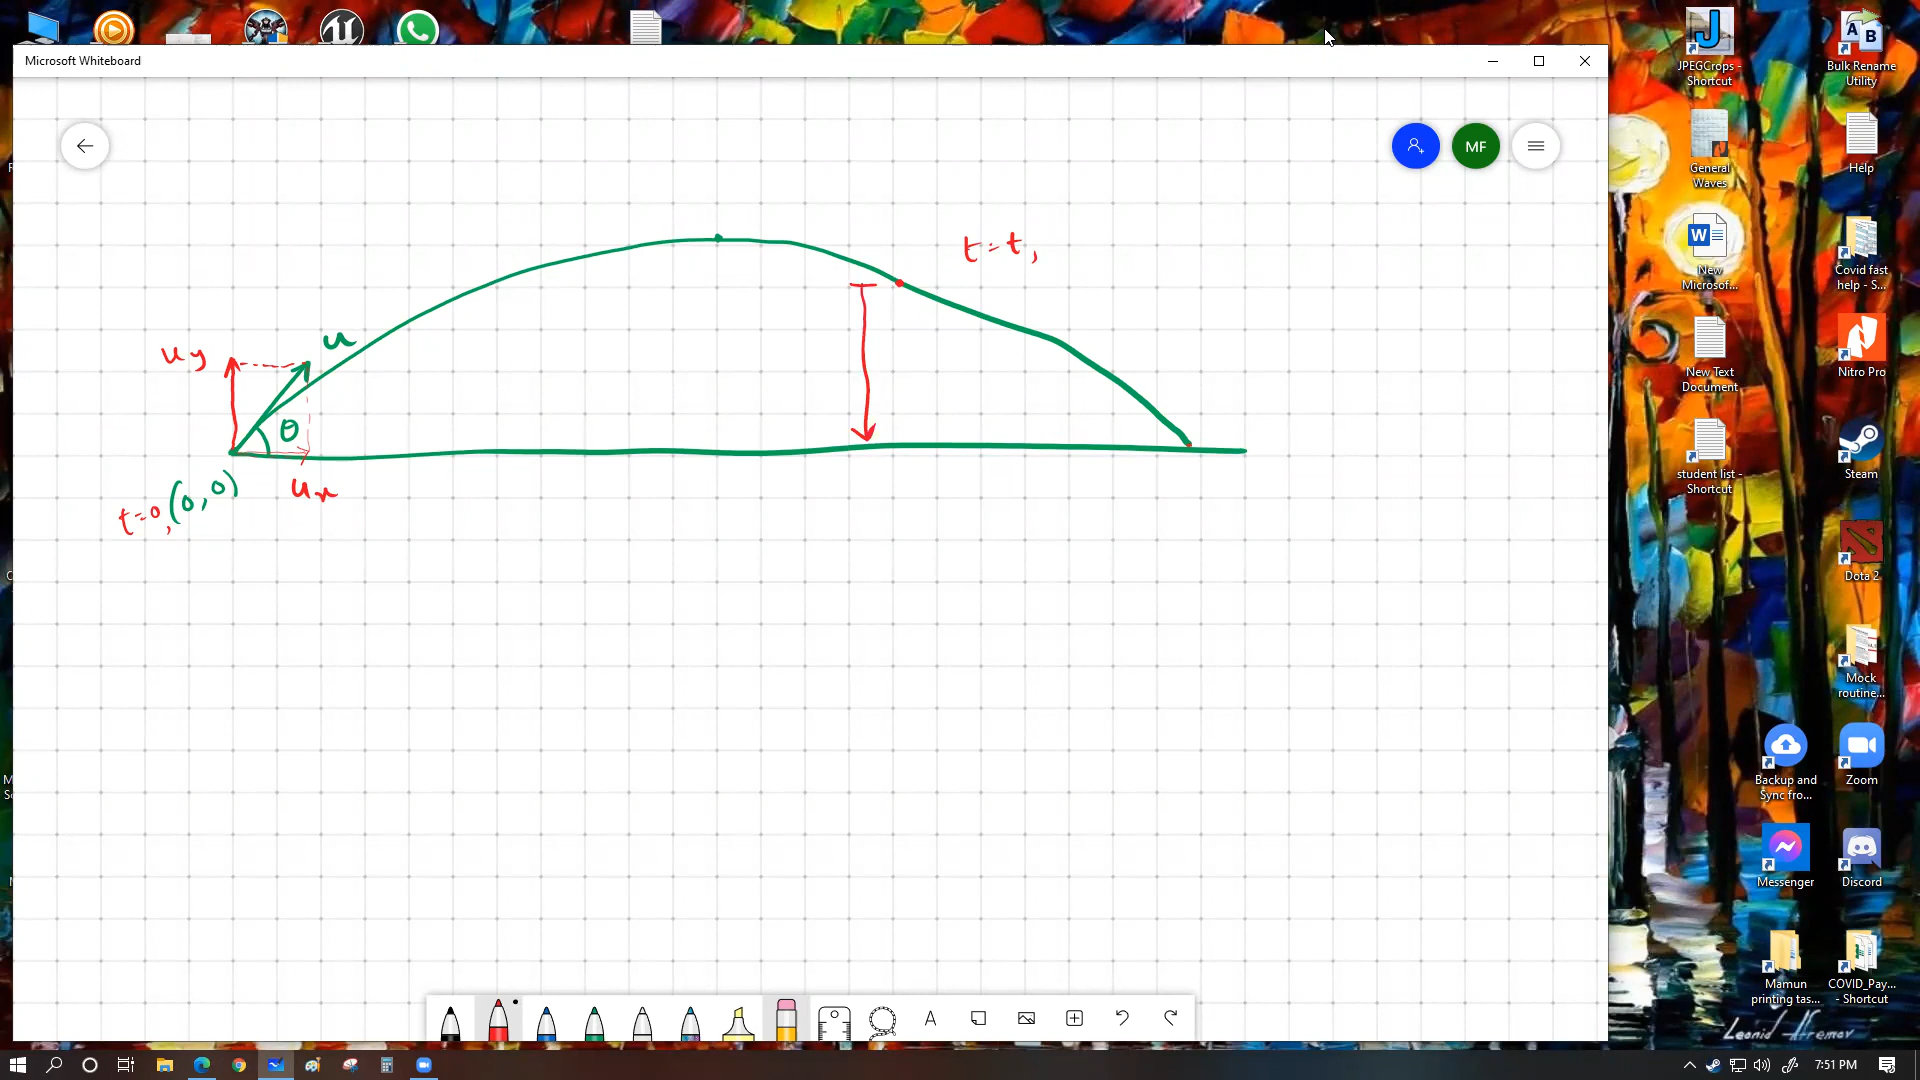 Microsoft Whiteboard
MF
t=t,
u
uy
θ
ux
t=0, (0,0)
JPEGCrops - Shortcut
Bulk Rename Utility
General Waves
Help
New Microsof...
Covid fast help - S...
New Text Document
Nitro Pro
student list - Shortcut
Steam
Dota 2
Mock routine...
Backup and Sync fro...
Zoom
Messenger
Discord
Mamun printing tas...
COVID_Pay... - Shortcut
Leonid Afremov
7:51 PM